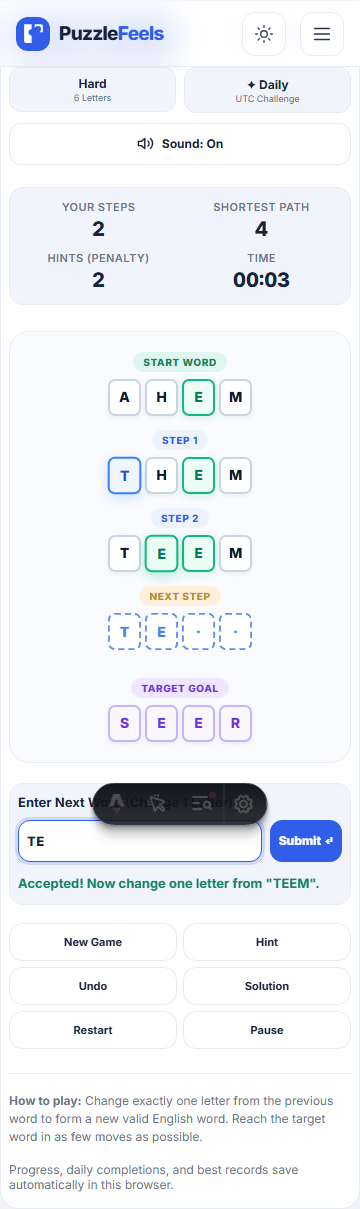 PuzzleFeels
Hard
6 Letters
✦ Daily
UTC Challenge
Sound: On
YOUR STEPS
2
SHORTEST PATH
4
HINTS (PENALTY)
2
TIME
00:03
START WORD
A H E M
STEP 1
T H E M
STEP 2
T E E M
NEXT STEP
T E · ·
TARGET GOAL
S E E R
Enter Next
TE
Submit ⏎
Accepted! Now change one letter from "TEEM".
New Game
Hint
Undo
Solution
Restart
Pause
How to play: Change exactly one letter from the previous
word to form a new valid English word. Reach the target
word in as few moves as possible.
Progress, daily completions, and best records save
automatically in this browser.